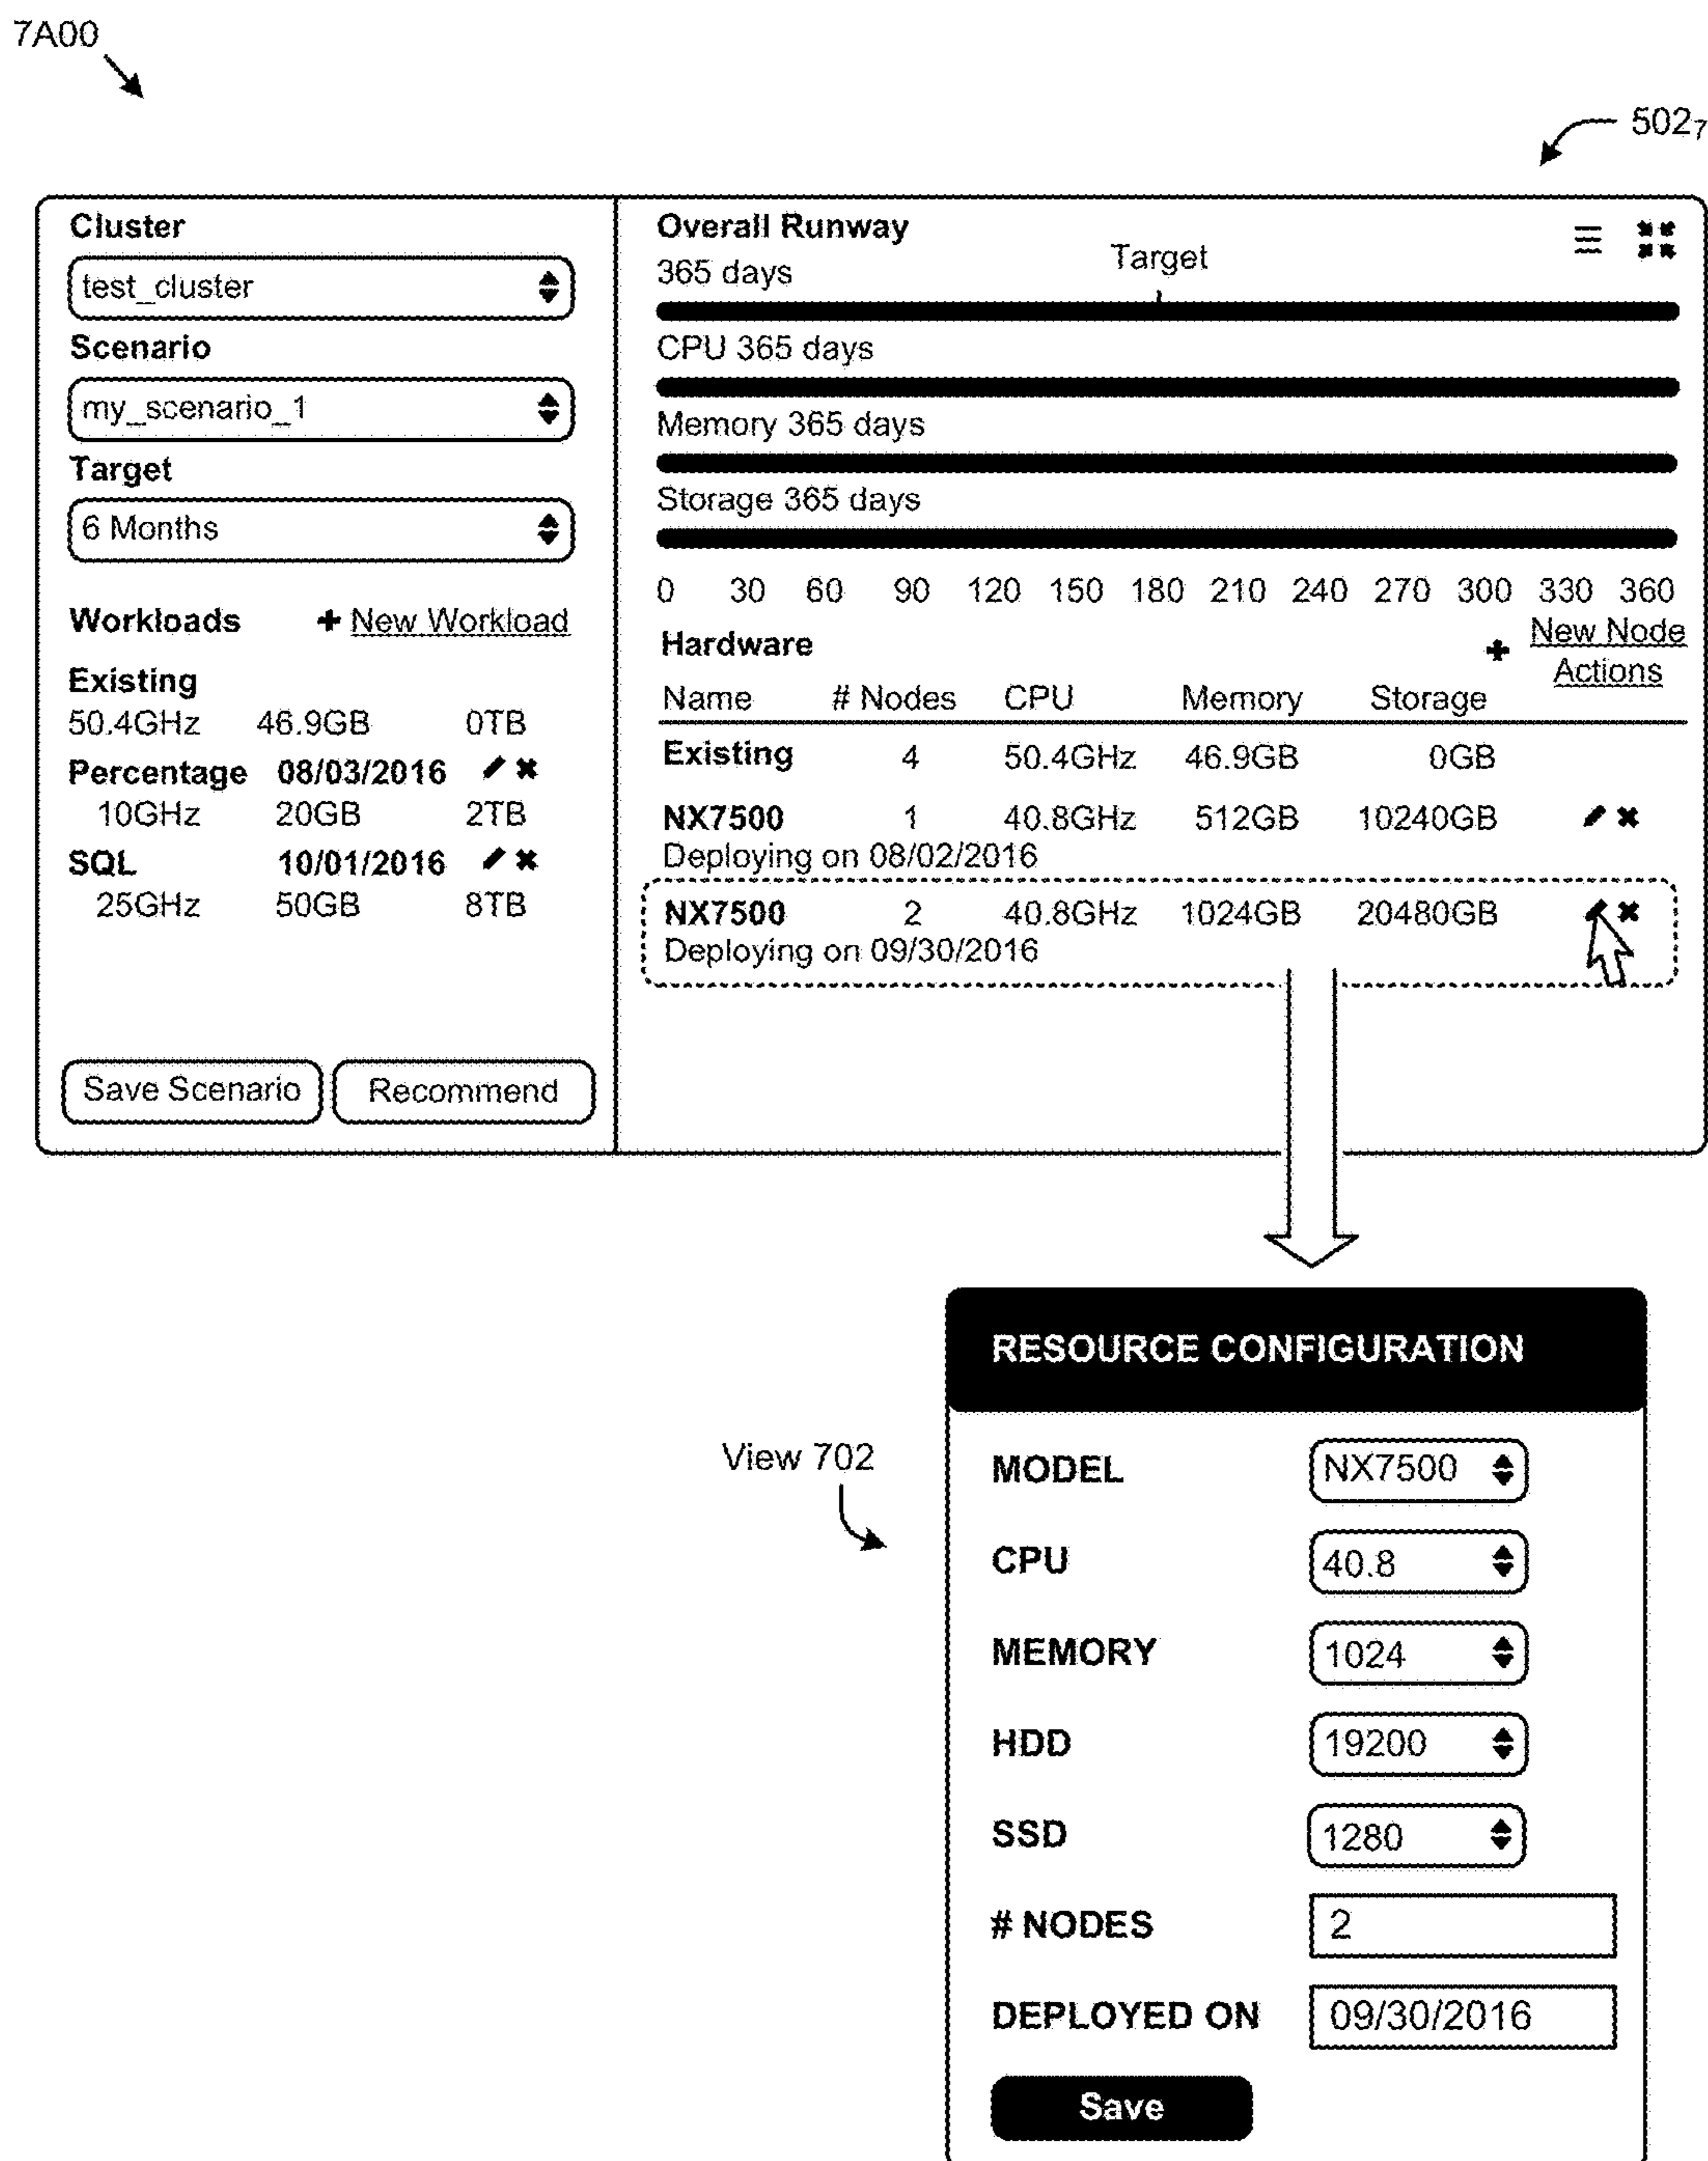 7A00
502₇
Cluster
test_cluster
Scenario
my_scenario_1
Target
6 Months
Workloads + New Workload
Existing
50.4GHz 46.9GB 0TB
Percentage 08/03/2016
10GHz 20GB 2TB
SQL 10/01/2016
25GHz 50GB 8TB
Save Scenario Recommend
Overall Runway
365 days Target
CPU 365 days
Memory 365 days
Storage 365 days
0 30 60 90 120 150 180 210 240 270 300 330 360
Hardware + New Node
Actions
Name # Nodes CPU Memory Storage
Existing 4 50.4GHz 46.9GB 0GB
NX7500 1 40.8GHz 512GB 10240GB
Deploying on 08/02/2016
NX7500 2 40.8GHz 1024GB 20480GB
Deploying on 09/30/2016
View 702
RESOURCE CONFIGURATION
MODEL NX7500
CPU 40.8
MEMORY 1024
HDD 19200
SSD 1280
# NODES 2
DEPLOYED ON 09/30/2016
Save